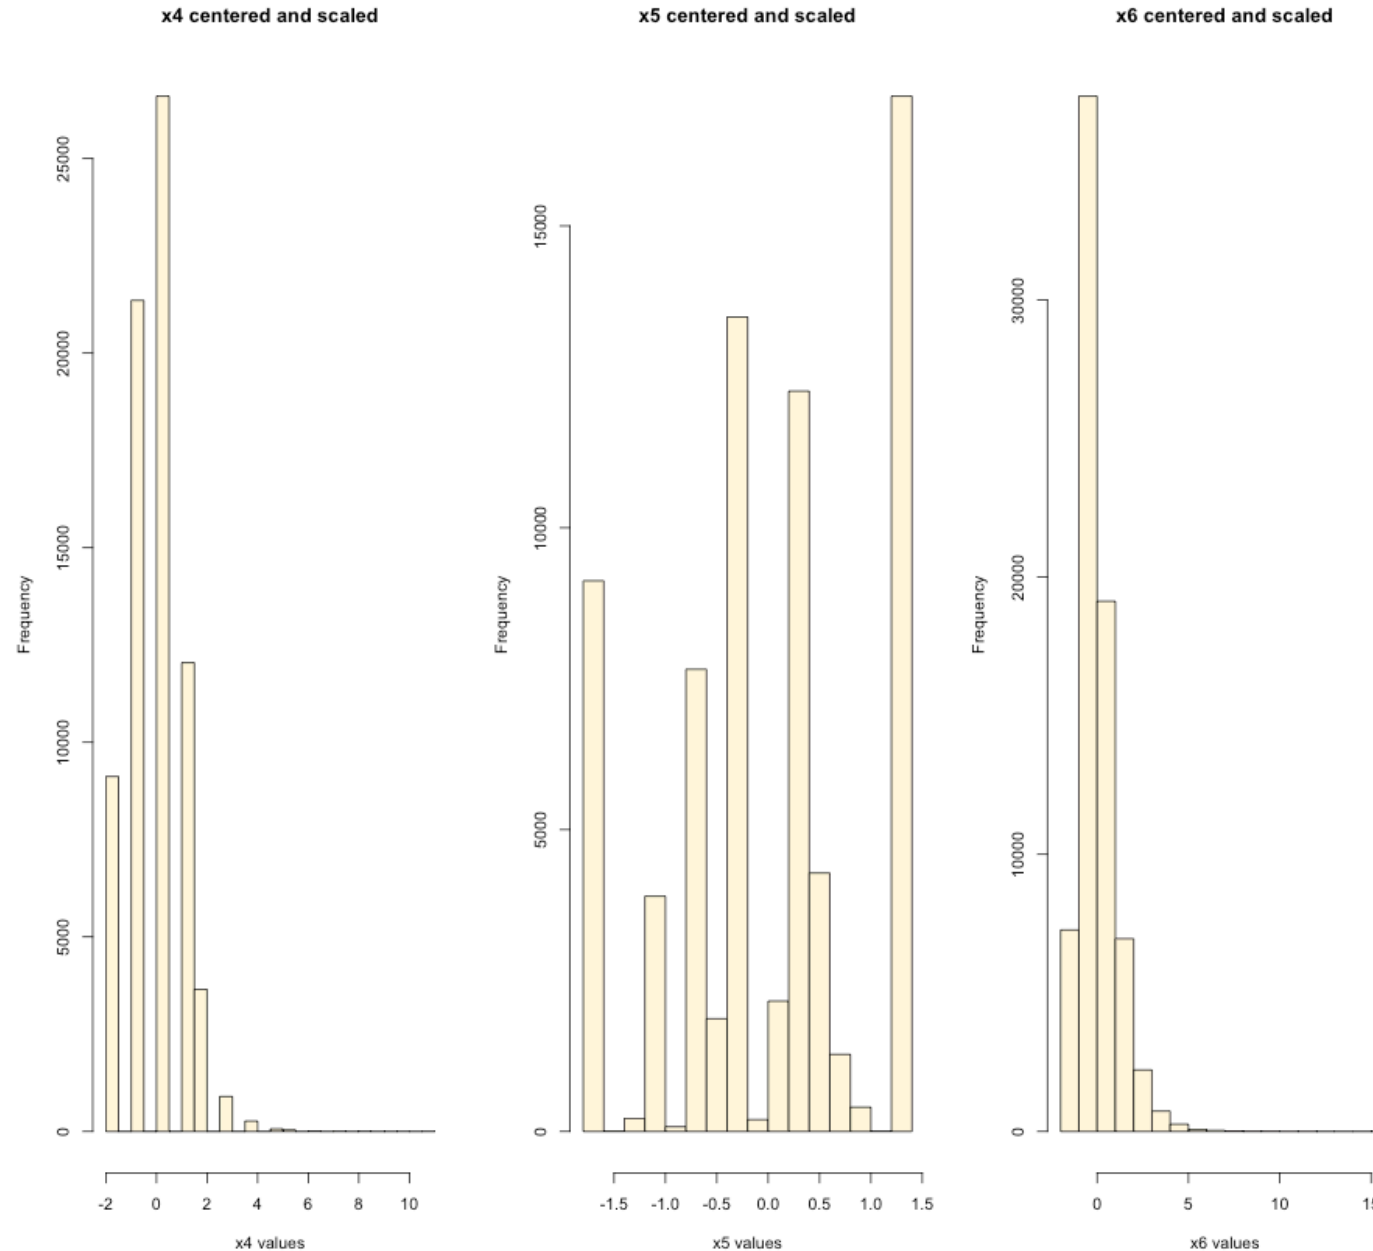 x4 centered and scaled
x5 centered and scaled
x6 centered and scaled
Frequency
0
5000
10000
15000
20000
25000
-2 0 2 4 6 8 10
x4 values
Frequency
0
5000
10000
15000
-1.5 -1.0 -0.5 0.0 0.5 1.0 1.5
x5 values
Frequency
0
10000
20000
30000
0 5 10 15
x6 values